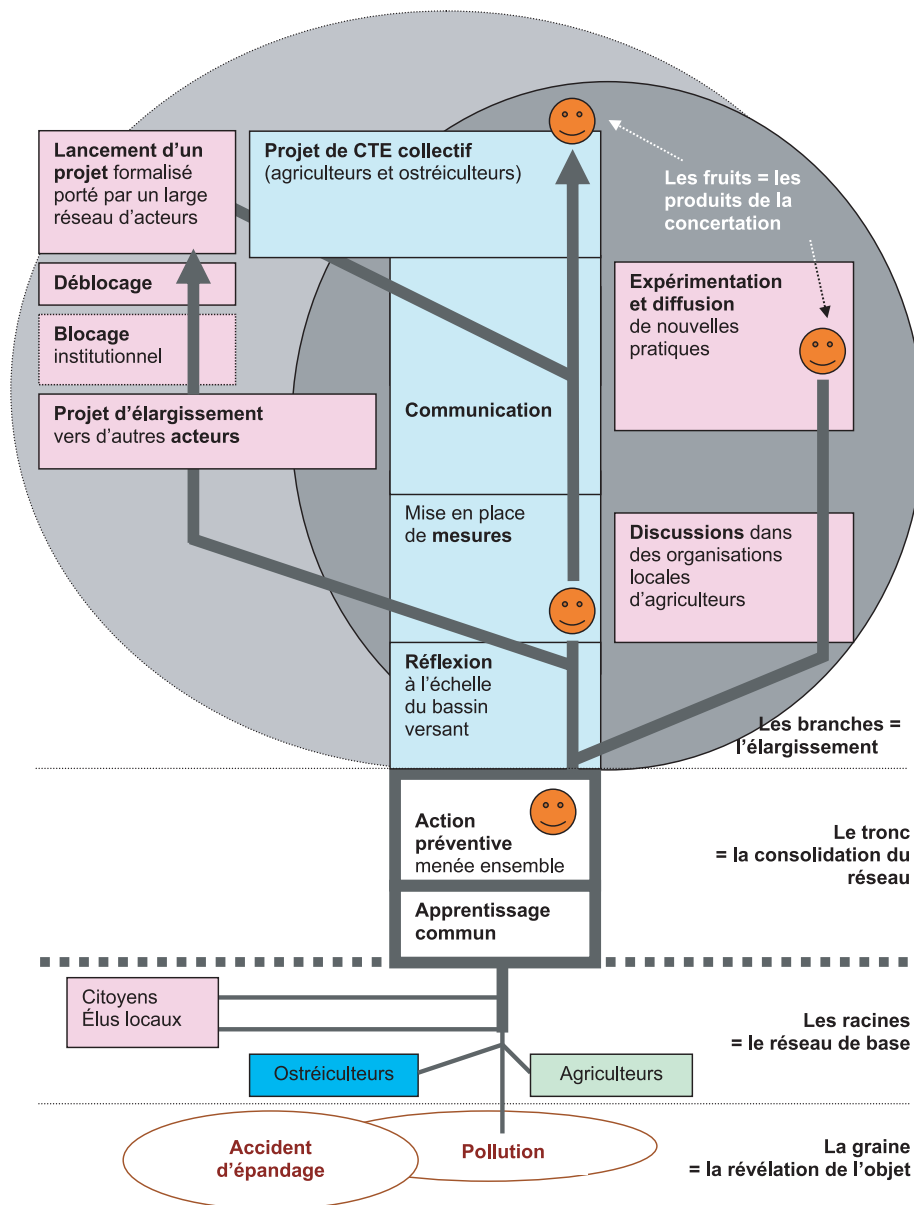 Lancement d'un
projet formalisé
porté par un large
réseau d'acteurs
Projet de CTE collectif
(agriculteurs et ostréiculteurs)
Les fruits = les
produits de la
concertation
Déblocage
Blocage
institutionnel
Expérimentation
et diffusion
de nouvelles
pratiques
Projet d'élargissement
vers d'autres acteurs
Communication
Mise en place
de mesures
Discussions dans
des organisations
locales
d'agriculteurs
Réflexion
à l'échelle
du bassin
versant
Les branches =
l'élargissement
Action
préventive
menée ensemble
Le tronc
= la consolidation du
réseau
Apprentissage
commun
Citoyens
Élus locaux
Les racines
= le réseau de base
Ostréiculteurs
Agriculteurs
Accident
d'épandage
Pollution
La graine
= la révélation de l'objet